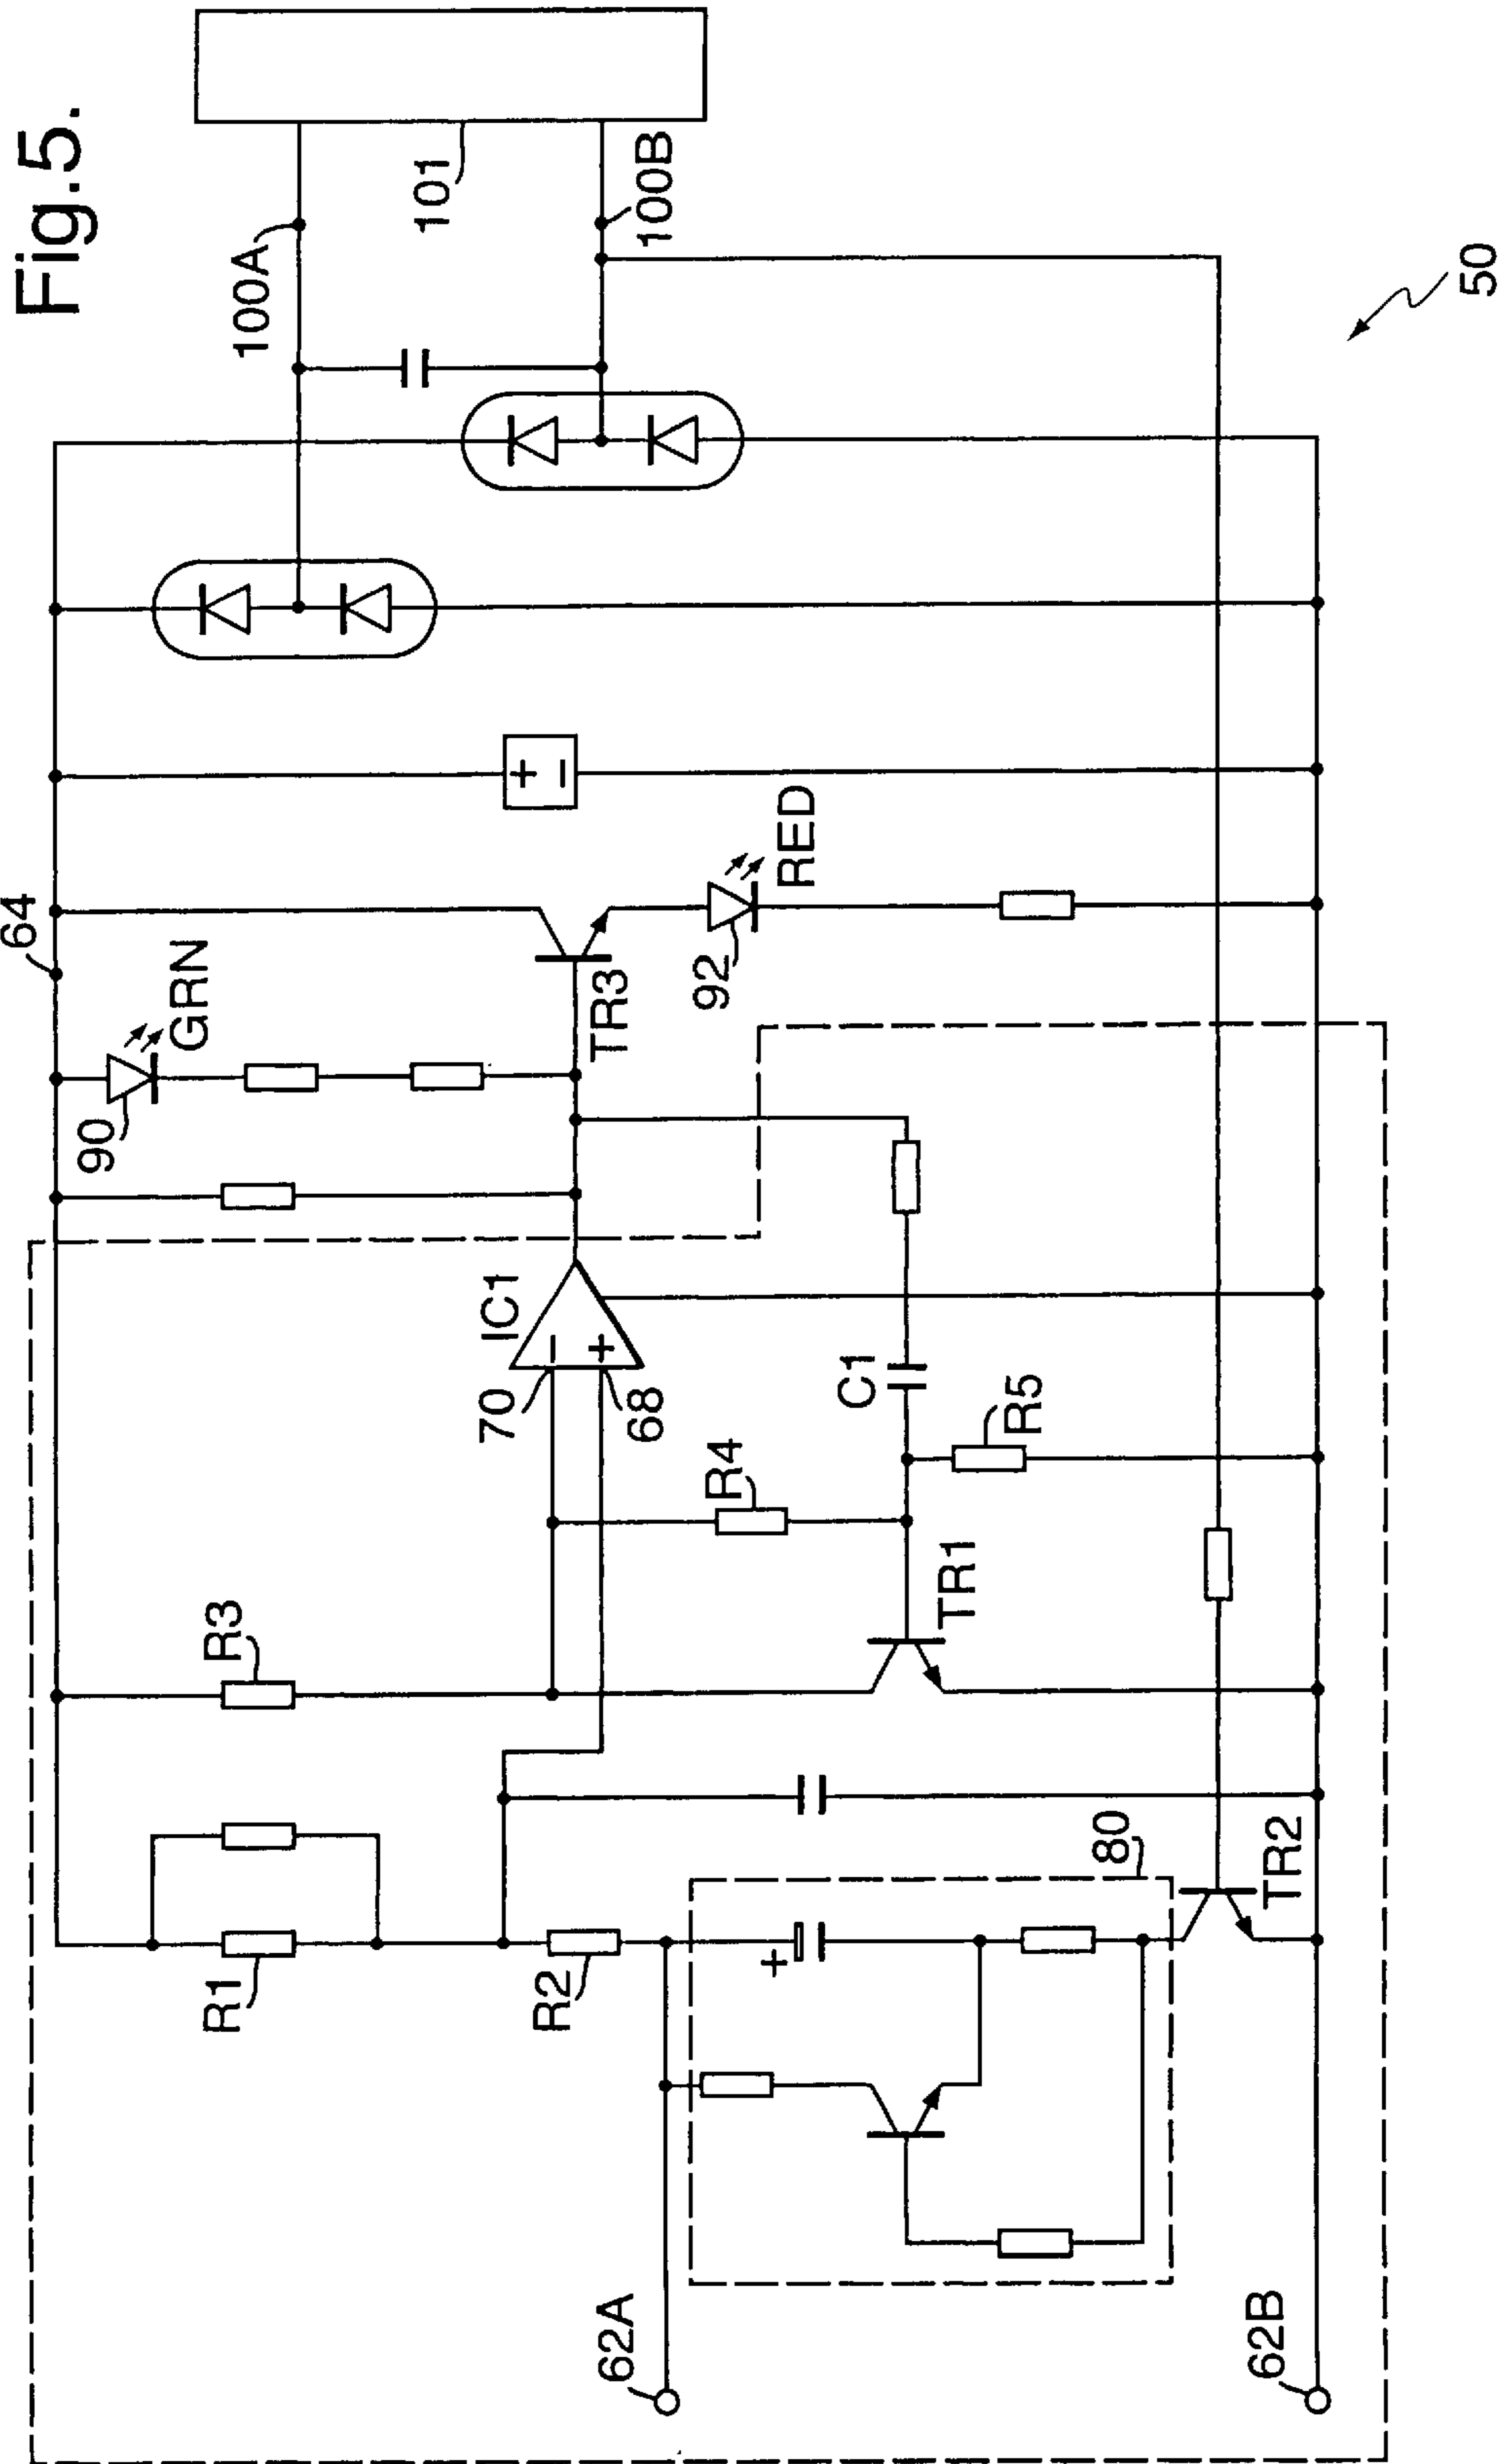 Fig.5.
101
100A
100B
50
64
GRN
90
RED
92
TR3
IC1
70
68
C1
R5
R4
R3
TR1
80
TR2
R1
R2
+
62A
62B
+
−
−
+